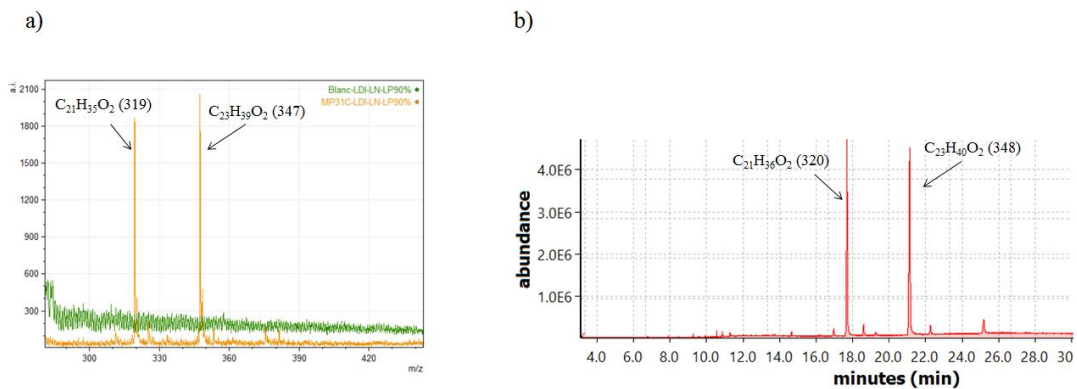 a)
b)
a.i.
2100
1800
1500
1200
900
600
300
Blanc-LDI-LN-LP90%
MP31C-LDI-LN-LP90%
C₂₁H₃₅O₂ (319)
C₂₃H₃₉O₂ (347)
300
330
360
390
420
m/z
abundance
4.0E6
3.0E6
2.0E6
1.0E6
C₂₁H₃₆O₂ (320)
C₂₃H₄₀O₂ (348)
4.0 6.0 8.0 10.0 12.0 14.0 16.0 18.0 20.0 22.0 24.0 26.0 28.0 30
minutes (min)